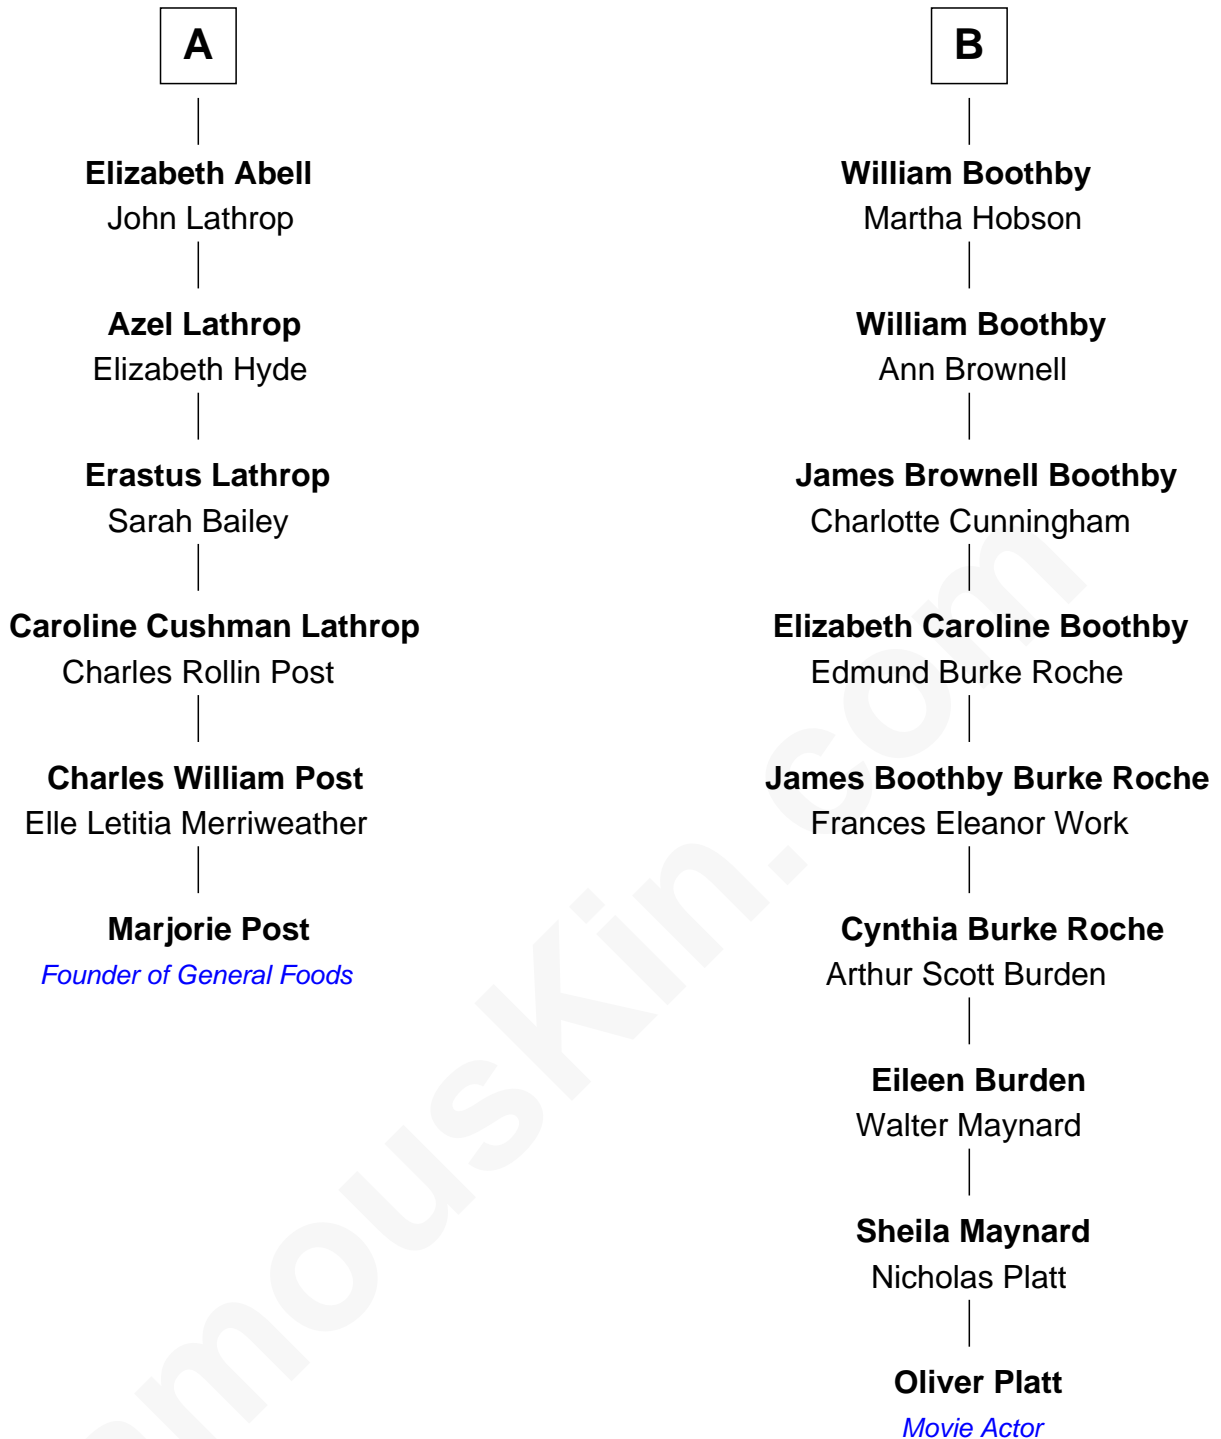 A
Elizabeth Abell
John Lathrop
Azel Lathrop
Elizabeth Hyde
Erastus Lathrop
Sarah Bailey
Caroline Cushman Lathrop
Charles Rollin Post
Charles William Post
Elle Letitia Merriweather
Marjorie Post
Founder of General Foods
B
William Boothby
Martha Hobson
William Boothby
Ann Brownell
James Brownell Boothby
Charlotte Cunningham
Elizabeth Caroline Boothby
Edmund Burke Roche
James Boothby Burke Roche
Frances Eleanor Work
Cynthia Burke Roche
Arthur Scott Burden
Eileen Burden
Walter Maynard
Sheila Maynard
Nicholas Platt
Oliver Platt
Movie Actor
amouskin.com